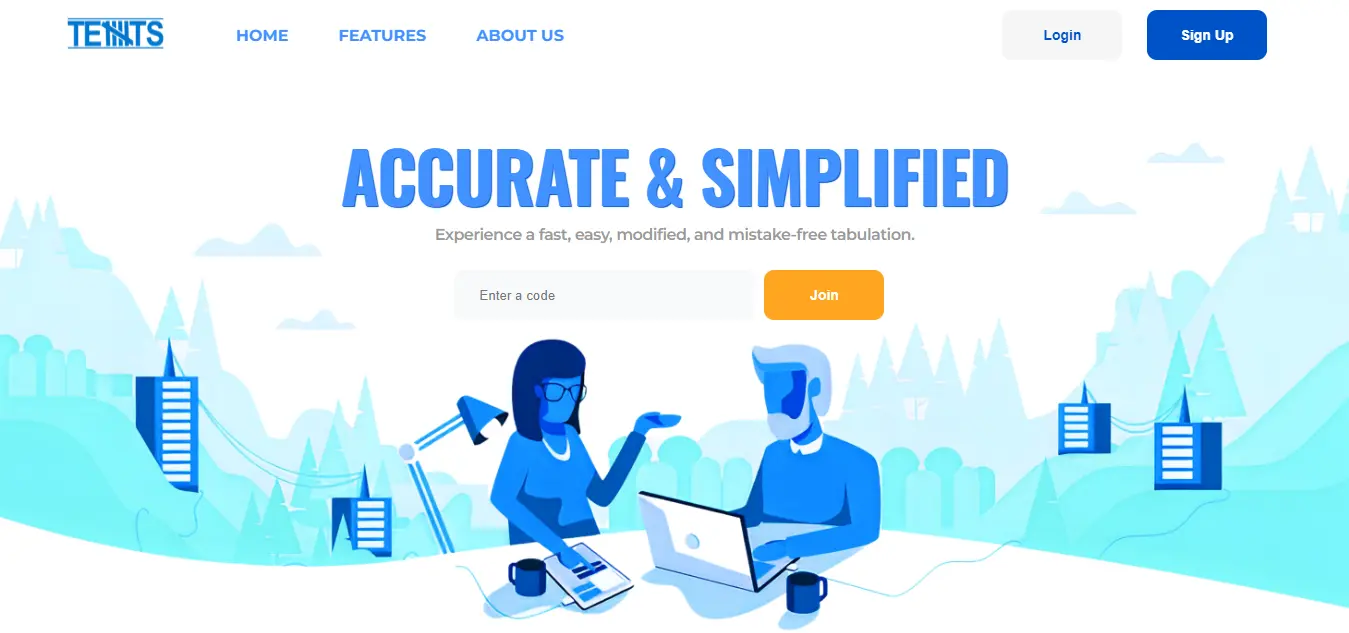 HOME
FEATURES
ABOUT US
Login
Sign Up
ACCURATE & SIMPLIFIED
Experience a fast, easy, modified, and mistake-free tabulation.
Enter a code
Join